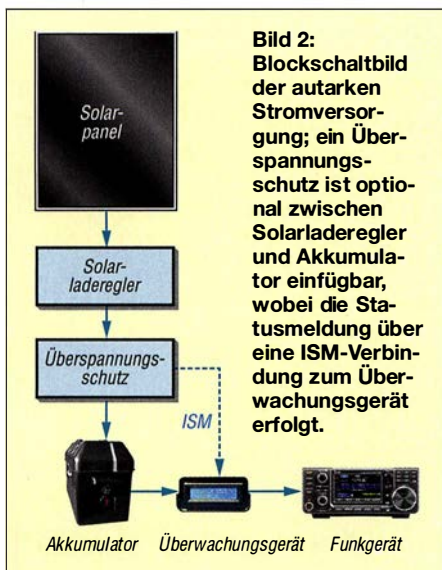 Bild 2:
Blockschaltbild
der autarken
Stromversor-
gung; ein Über-
spannungs-
schutz ist optio-
nal zwischen
Solarladeregler
und Akkumula-
tor einfügbar,
wobei die Sta-
tusmeldung über
eine ISM-Verbin-
dung zum Über-
wachungsgerät
erfolgt.
Solar-
panel
Solar-
laderegler
Überspannungs-
schutz
ISM
Akkumulator Überwachungsgerät Funkgerät